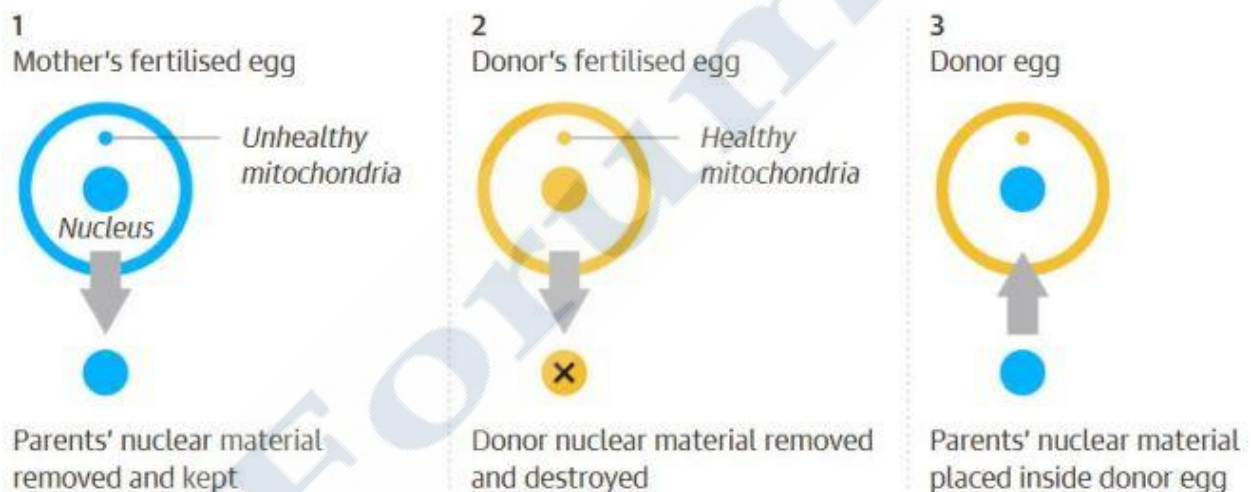 1
Mother's fertilised egg
Unhealthy
mitochondria
Nucleus
Parents' nuclear material
removed and kept
2
Donor's fertilised egg
Healthy
mitochondria
Donor nuclear material removed
and destroyed
3
Donor egg
Parents' nuclear material
placed inside donor egg
Forum